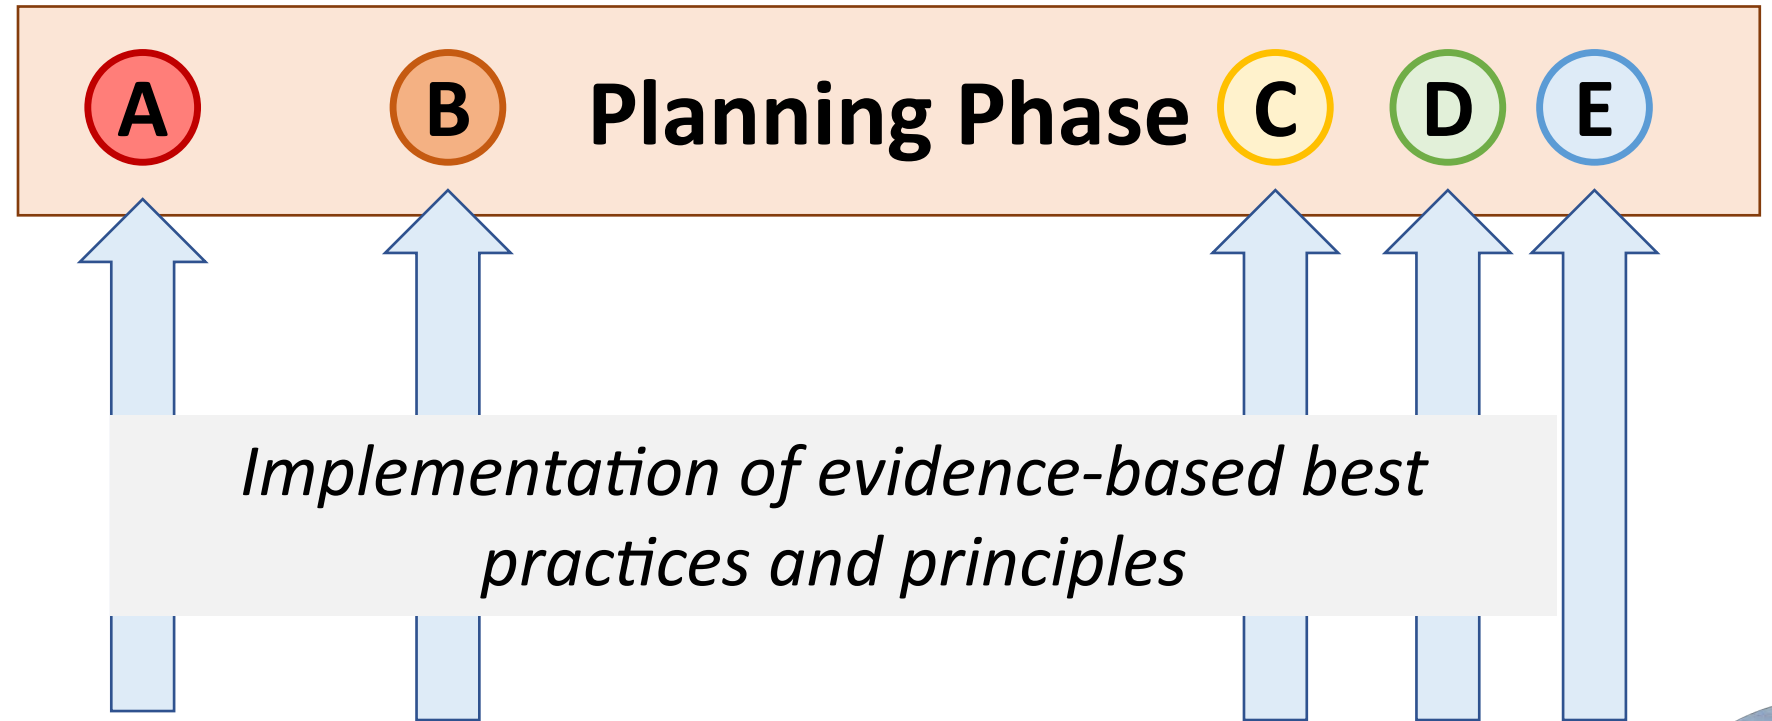 A B Planning Phase C D E
Implementation of evidence-based best
practices and principles